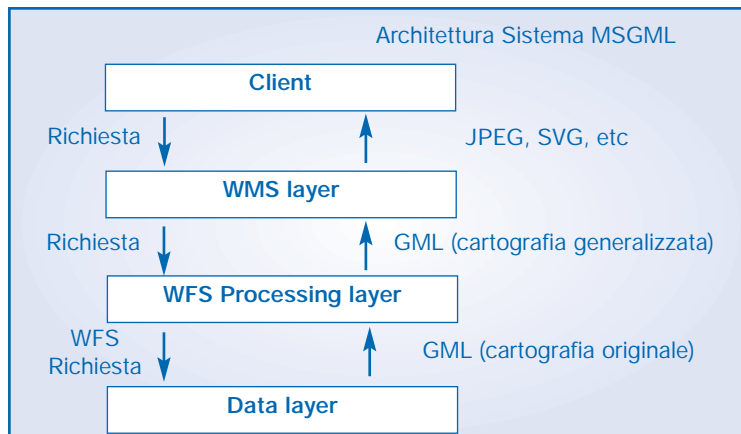 Architettura Sistema MSGML
Client
Richiesta
JPEG, SVG, etc
WMS layer
Richiesta
GML (cartografia generalizzata)
WFS Processing layer
WFS
Richiesta
GML (cartografia originale)
Data layer